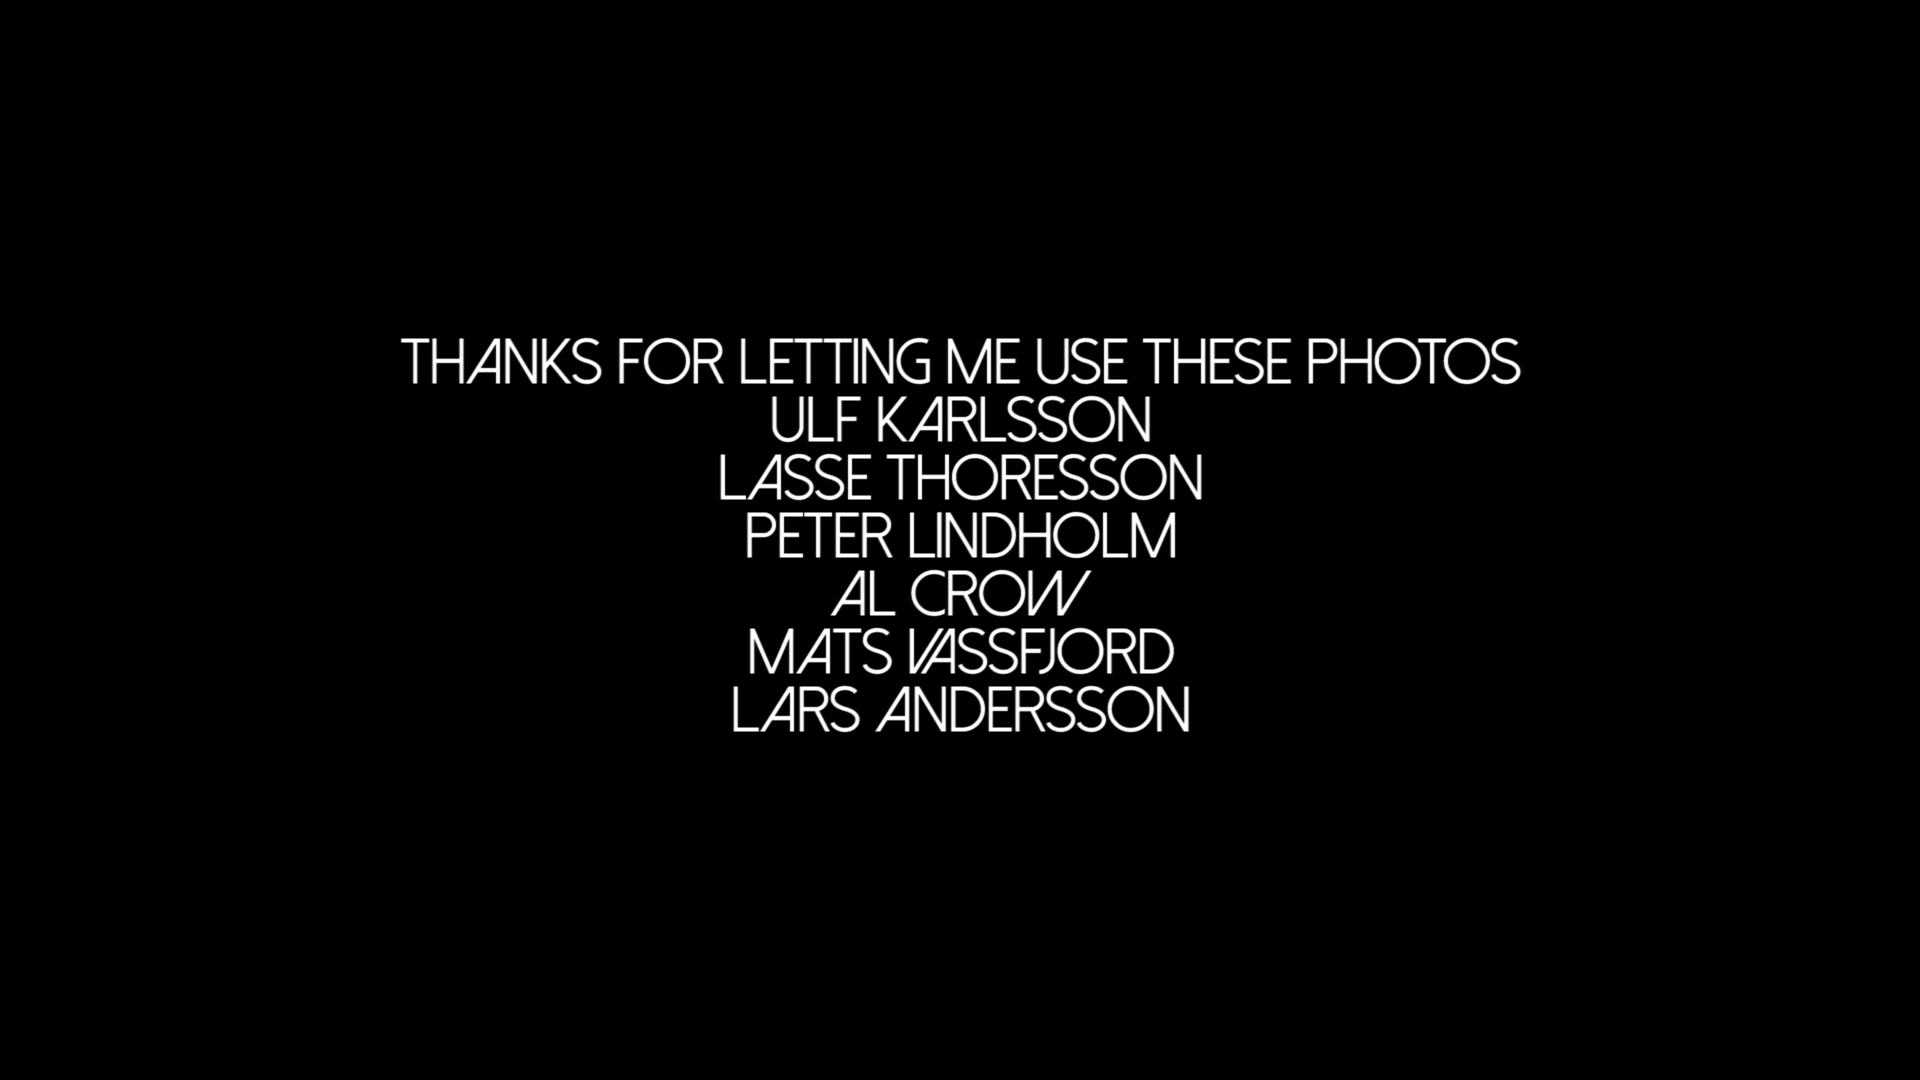 THANKS FOR LETTING ME USE THESE PHOTOS
ULF KARLSSON
LASSE THORESSON
PETER LINDHOLM
AL CROW
MATS VASSFJORD
LARS ANDERSSON